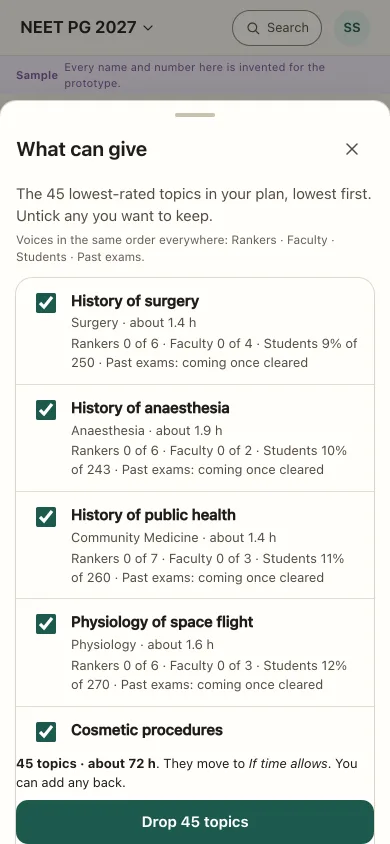 NEET PG 2027
Search
SS
Sample
Every name and number here is invented for the
prototype.
What can give
The 45 lowest-rated topics in your plan, lowest first.
Untick any you want to keep.
Voices in the same order everywhere: Rankers · Faculty ·
Students · Past exams.
History of surgery
Surgery · about 1.4 h
Rankers 0 of 6 · Faculty 0 of 4 · Students 9% of
250 · Past exams: coming once cleared
History of anaesthesia
Anaesthesia · about 1.9 h
Rankers 0 of 6 · Faculty 0 of 2 · Students 10%
of 243 · Past exams: coming once cleared
History of public health
Community Medicine · about 1.4 h
Rankers 0 of 7 · Faculty 0 of 3 · Students 11%
of 260 · Past exams: coming once cleared
Physiology of space flight
Physiology · about 1.6 h
Rankers 0 of 6 · Faculty 0 of 3 · Students 12%
of 270 · Past exams: coming once cleared
Cosmetic procedures
45 topics · about 72 h. They move to If time allows. You
can add any back.
Drop 45 topics